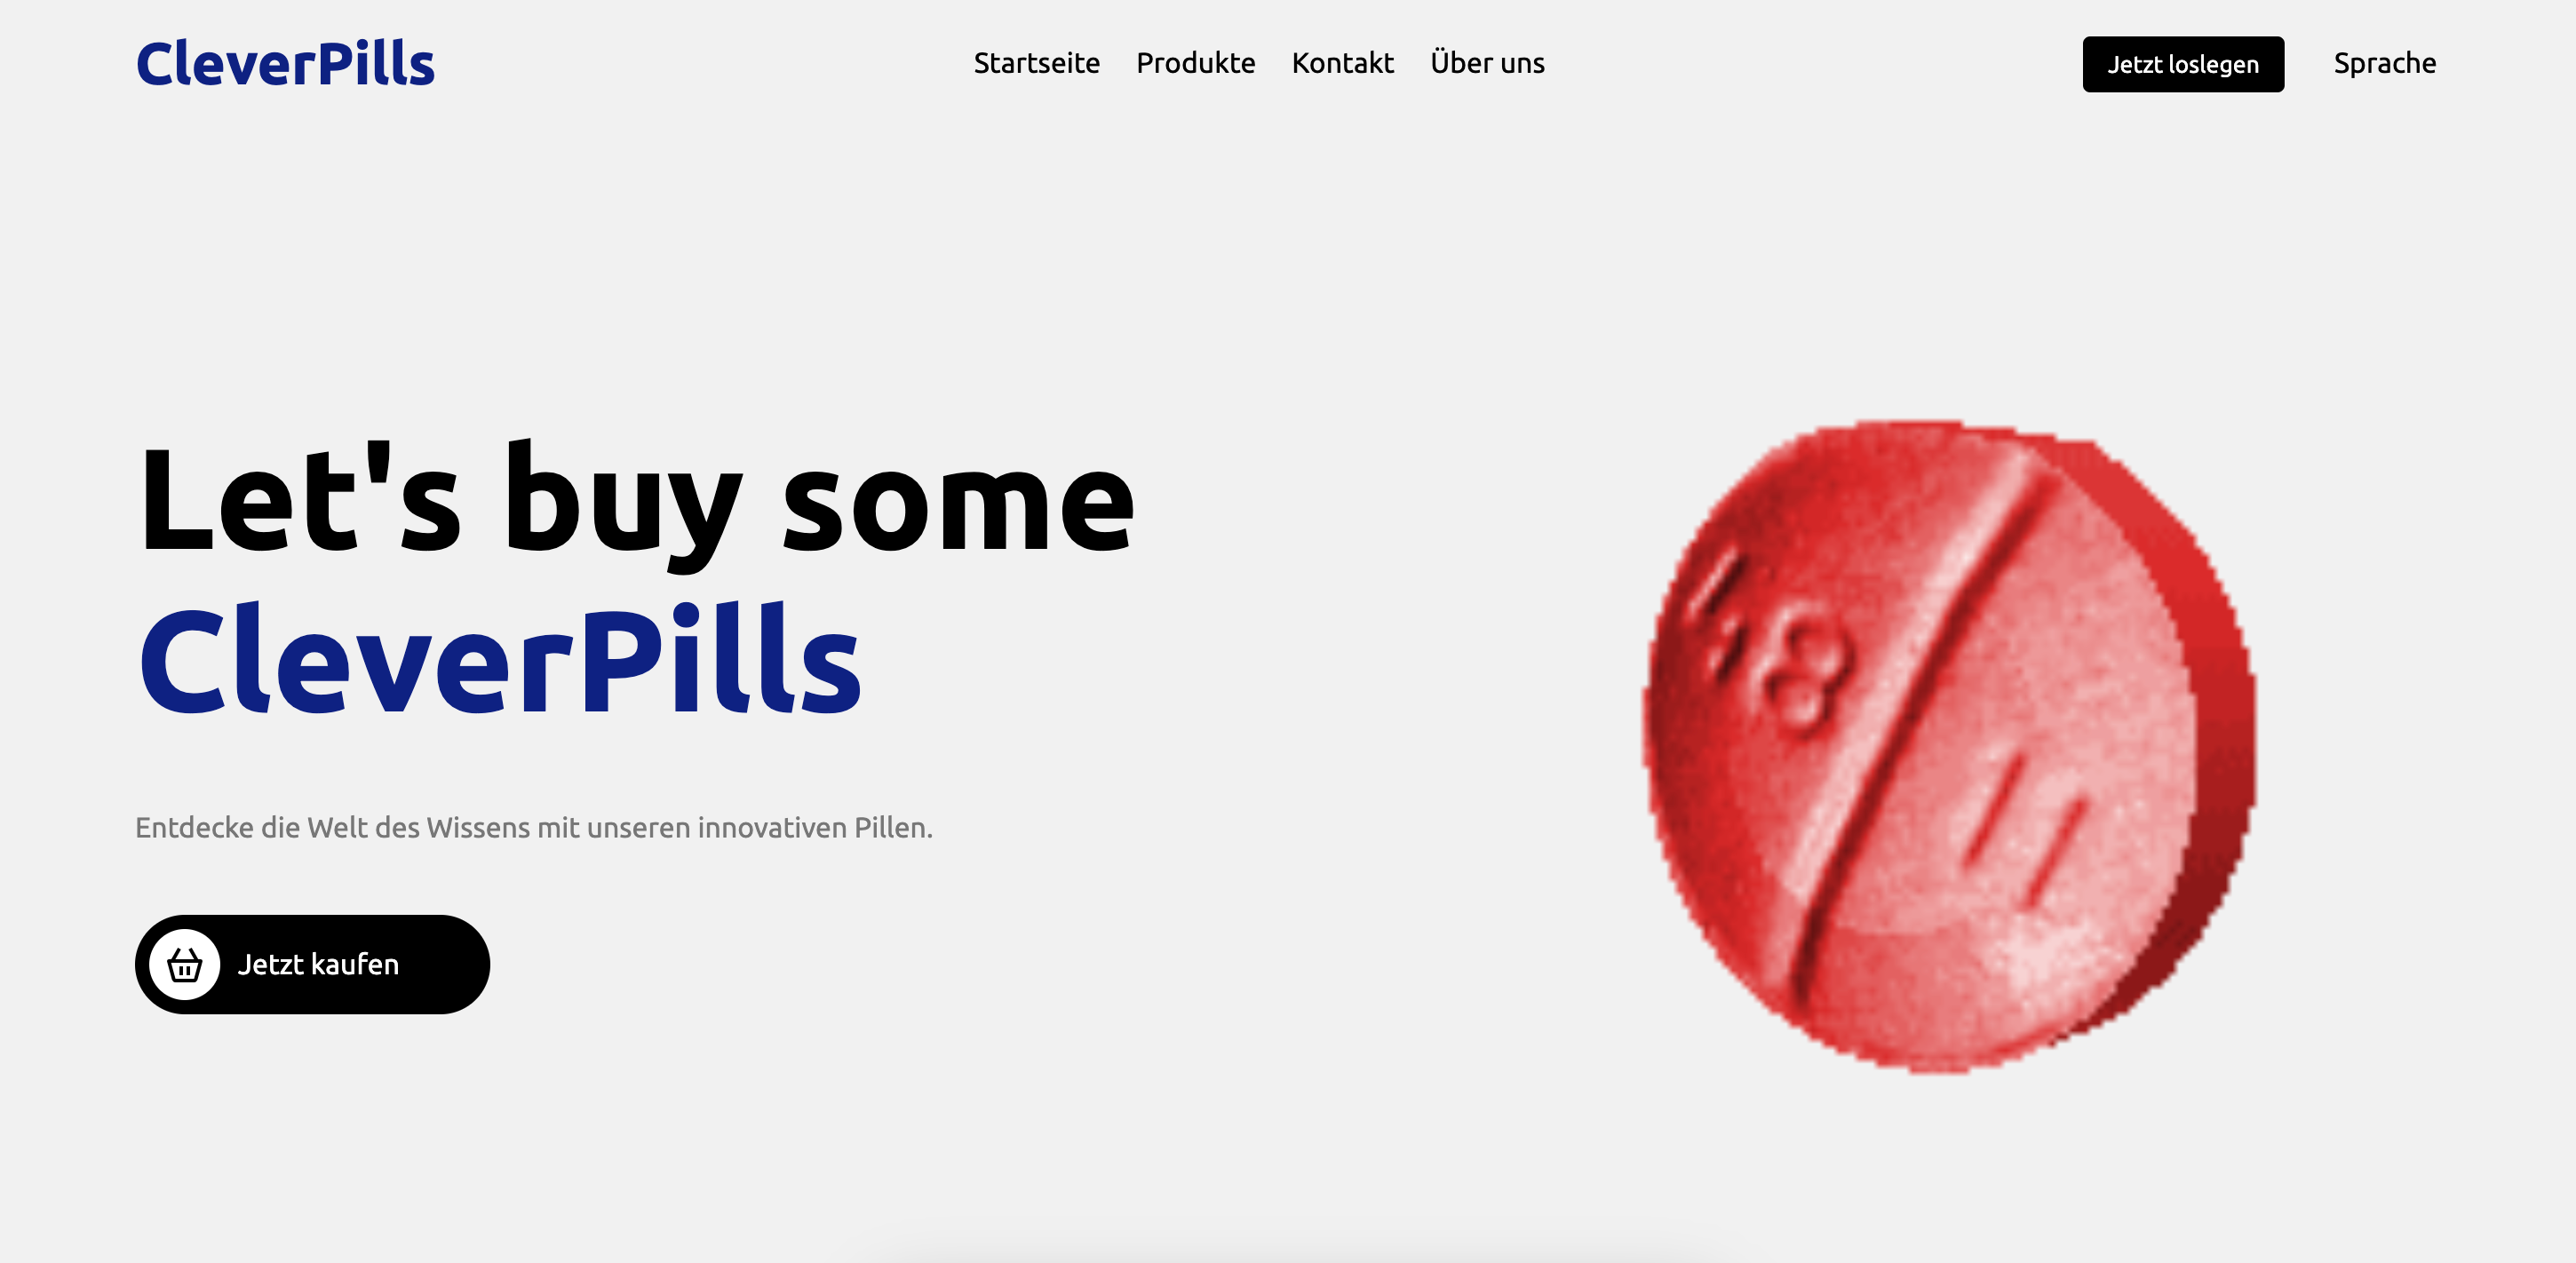 CleverPills
Startseite Produkte Kontakt Über uns
Jetzt loslegen Sprache
Let's buy some
CleverPills
Entdecke die Welt des Wissens mit unseren innovativen Pillen.
Jetzt kaufen